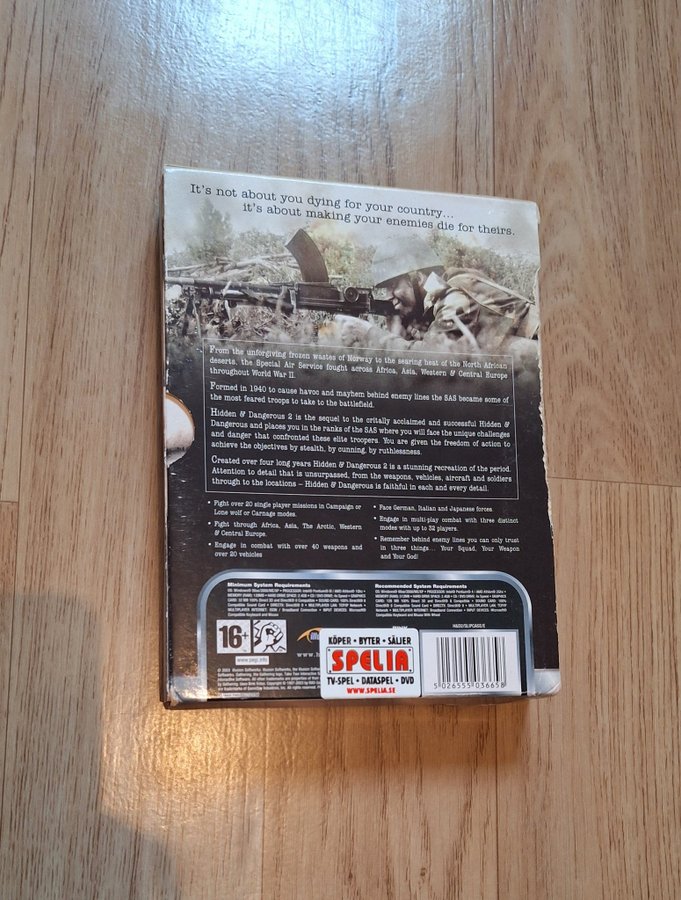 It's not about you dying for your country...
it's about making your enemies die for theirs.
From the unforgiving frozen wastes of Norway to the searing heat of the North African
deserts, the Special Air Service fought across Africa, Asia, Western & Central Europe
throughout World War II.
Formed in 1940 to cause havoc and mayhem behind enemy lines the SAS became some of
the most feared troops to take to the battlefield.
Hidden & Dangerous 2 is the sequel to the critally acclaimed and successful Hidden &
Dangerous and places you in the ranks of the SAS where you will face the unique challenges
and danger that confronted these elite troopers. You are given the freedom of action to
achieve the objectives by stealth, by cunning, by ruthlessness.
Created over four long years Hidden & Dangerous 2 is a stunning recreation of the period.
Attention to detail that is unsurpassed, from the weapons, vehicles, aircraft and soldiers
through to the locations – Hidden & Dangerous is faithful in each and every detail.
• Fight over 20 single player missions in Campaign or
Lone wolf or Carnage modes.
• Fight through Africa, Asia, The Arctic, Western
& Central Europe.
• Engage in combat with over 40 weapons and
over 20 vehicles
• Face German, Italian and Japanese forces.
• Engage in multi-play combat with three distinct
modes with up to 32 players.
• Remember behind enemy lines you can only trust
in three things... Your Squad, Your Weapon
and You God!
Minimum System Requirements
Recommended System Requirements
16+
www.pegi.info
KÖPER • BYTER • SÄLJER
SPELIA
TV-SPEL • DATASPEL • DVD
WWW.SPELIA.SE
5 026555 036658